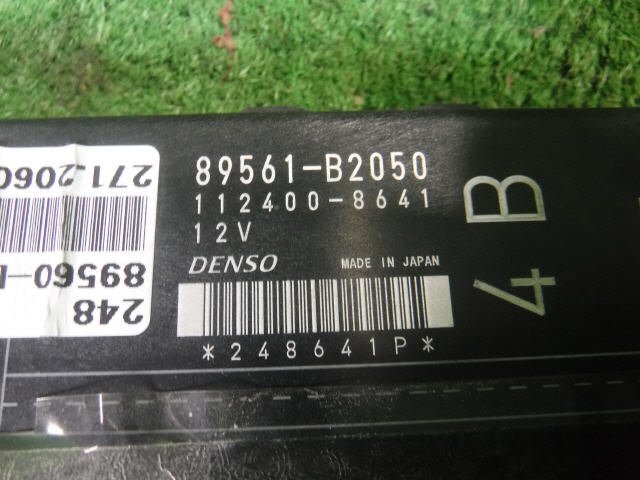 89561-B2050
112400-8641
12V
DENSO MADE IN JAPAN
*248641P*
4B
248
89560-
271-2060